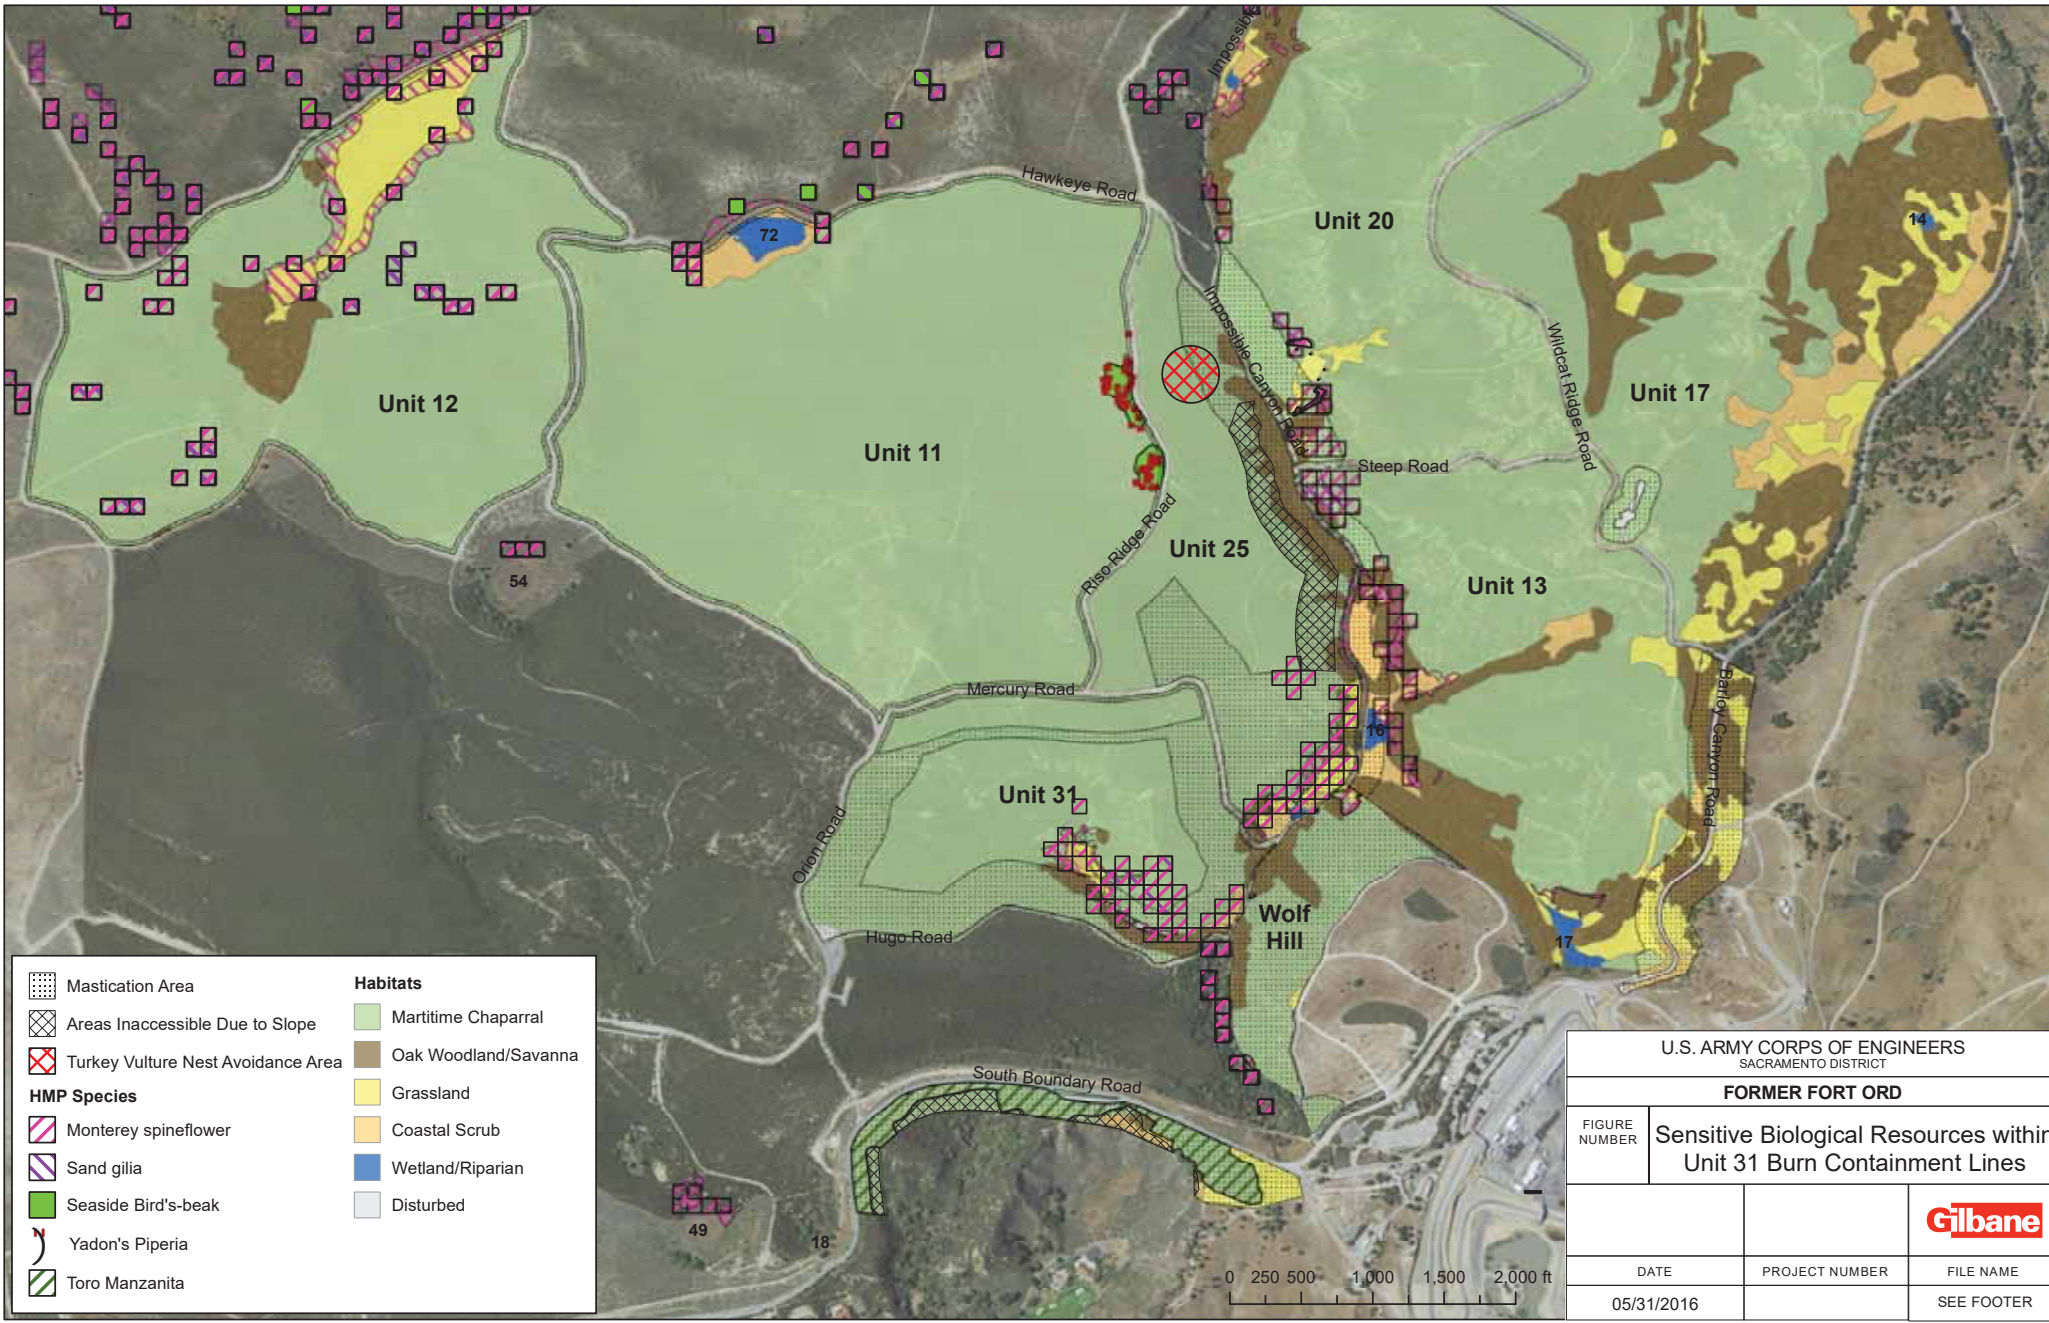 Impossible
Impossible
Hawkeye Road
Unit 20
14
72
Impossible Canyon Road
Wildcat Ridge Road
Unit 12
Unit 17
Unit 11
Steep Road
Riso Ridge Road
Unit 25
54
Unit 13
Mercury Road
Barloy Canyon Road
16
Unit 31
Orion Road
Wolf
Hill
Hugo Road
17
South Boundary Road
49
18
Mastication Area
Areas Inaccessible Due to Slope
Turkey Vulture Nest Avoidance Area
HMP Species
Monterey spineflower
Sand gilia
Seaside Bird's-beak
Yadon's Piperia
Toro Manzanita
Habitats
Martitime Chaparral
Oak Woodland/Savanna
Grassland
Coastal Scrub
Wetland/Riparian
Disturbed
0 250 500 1,000 1,500 2,000 ft
U.S. ARMY CORPS OF ENGINEERS
SACRAMENTO DISTRICT
FORMER FORT ORD
FIGURE
NUMBER
Sensitive Biological Resources within
Unit 31 Burn Containment Lines
Gilbane
DATE
PROJECT NUMBER
FILE NAME
05/31/2016
SEE FOOTER